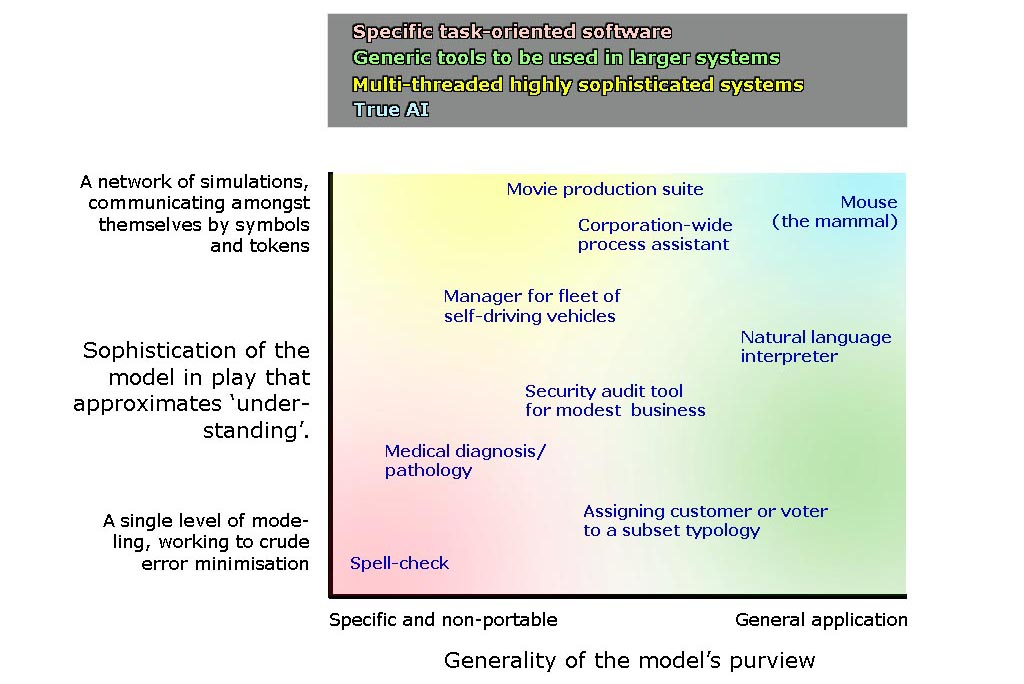 Specific task-oriented software
Generic tools to be used in larger systems
Multi-threaded highly sophisticated systems
True AI
A network of simulations,
communicating amongst
themselves by symbols
and tokens
Movie production suite
Mouse
(the mammal)
Corporation-wide
process assistant
Manager for fleet of
self-driving vehicles
Natural language
interpreter
Sophistication of the
model in play that
approximates ‘under-
standing’.
Security audit tool
for modest  business
Medical diagnosis/
pathology
A single level of mode-
ling, working to crude
error minimisation
Assigning customer or voter
to a subset typology
Spell-check
Specific and non-portable
General application
Generality of the model’s purview